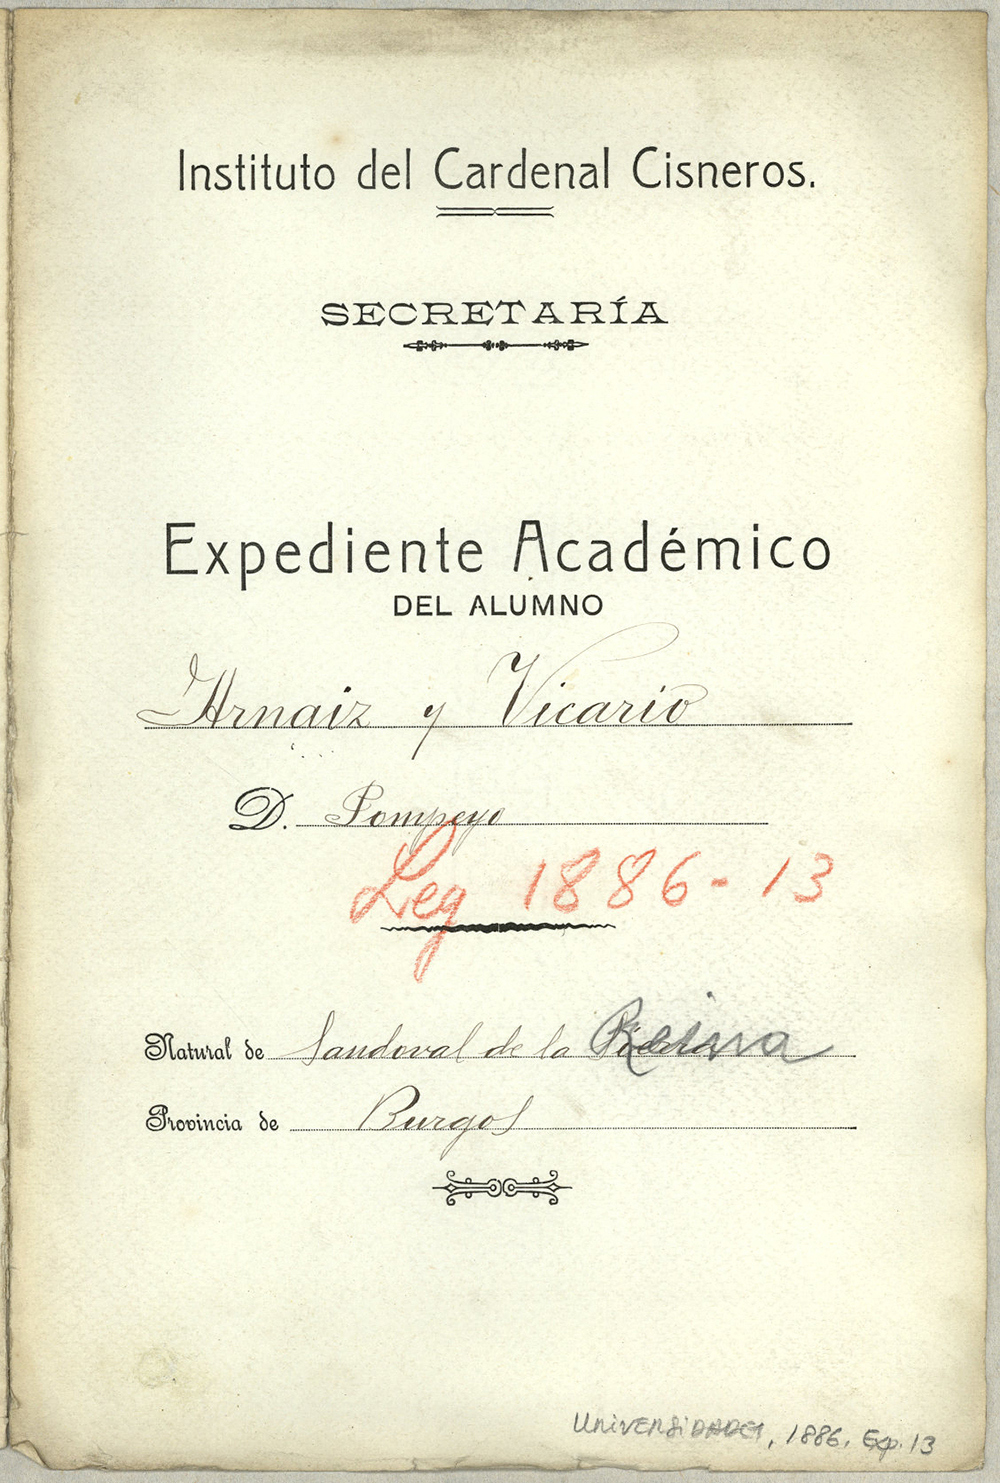 Instituto del Cardenal Cisneros.
SECRETARÍA
Expediente Académico
DEL ALUMNO
Arnaiz y Vicario
D. Pompeyo
Leg 1886-13
Natural de Sandoval de la Reina
Provincia de Burgos
UNIVERSIDADES, 1886, Exp. 13